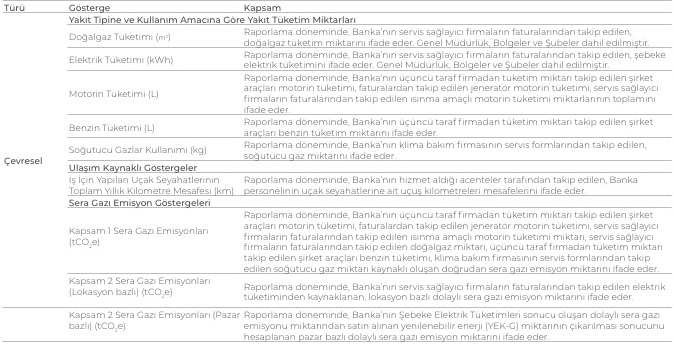 Türü Gösterge Kapsam
Yakıt Tipine ve Kullanım Amacına Göre Yakıt Tüketim Miktarları
Doğalgaz Tüketimi (m³)
Raporlama döneminde, Banka'nın servis sağlayıcı firmaların faturalarından takip edilen,
doğalgaz tüketim miktarını ifade eder. Genel Müdürlük, Bölgeler ve Şubeler dahil edilmiştir.
Elektrik Tüketimi (kWh)
Raporlama döneminde, Banka'nın servis sağlayıcı firmaların faturalarından takip edilen, şebeke
elektrik tüketimini ifade eder. Genel Müdürlük, Bölgeler ve Şubeler dahil edilmiştir.
Motorin Tüketimi (L)
Raporlama döneminde, Banka'nın üçüncü taraf firmadan tüketim miktarı takip edilen şirket
araçları motorin tüketimi, faturalardan takip edilen jeneratör motorin tüketimi, servis sağlayıcı
firmaların faturalarından takip edilen ısınma amaçlı motorin tüketimi miktarlarının toplamını
ifade eder.
Benzin Tüketimi (L)
Raporlama döneminde, Banka'nın üçüncü taraf firmadan tüketim miktarı takip edilen şirket
araçları benzin tüketim miktarını ifade eder.
Soğutucu Gazlar Kullanımı (kg)
Raporlama döneminde, Banka'nın klima bakım firmasının servis formlarından takip edilen,
soğutucu gaz miktarını ifade eder.
Çevresel
Ulaşım Kaynaklı Göstergeler
İş İçin Yapılan Uçak Seyahatlerinin
Toplam Yıllık Kilometre Mesafesi (km)
Raporlama döneminde, Banka'nın hizmet aldığı acenteler tarafından takip edilen, Banka
personelinin uçak seyahatlerine ait uçuş kilometreleri mesafelerini ifade eder.
Sera Gazı Emisyon Göstergeleri
Kapsam 1 Sera Gazı Emisyonları
(tCO₂e)
Raporlama döneminde, Banka'nın üçüncü taraf firmadan tüketim miktarı takip edilen şirket
araçları motorin tüketimi, faturalardan takip edilen jeneratör motorin tüketimi, servis sağlayıcı
firmaların faturalarından takip edilen ısınma amaçlı motorin tüketimi miktarı, servis sağlayıcı
firmaların faturalarından takip edilen doğalgaz miktarı, üçüncü taraf firmadan tüketim miktarı
takip edilen şirket araçları benzin tüketimi, klima bakım firmasının servis formlarından takip
edilen soğutucu gaz miktarı kaynaklı oluşan doğrudan sera gazı emisyon miktarını ifade eder.
Kapsam 2 Sera Gazı Emisyonları
(Lokasyon bazlı) (tCO₂e)
Raporlama döneminde, Banka'nın servis sağlayıcı firmaların faturalarından takip edilen elektrik
tüketiminden kaynaklanan, lokasyon bazlı dolaylı sera gazı emisyon miktarını ifade eder.
Kapsam 2 Sera Gazı Emisyonları (Pazar
bazlı) (tCO₂e)
Raporlama döneminde, Banka'nın Şebeke Elektrik Tüketimleri sonucu oluşan dolaylı sera gazı
emisyonu miktarından satın alınan yenilenebilir enerji (YEK-G) miktarının çıkarılması sonucunu
hesaplanan pazar bazlı dolaylı sera gazı emisyon miktarını ifade eder.